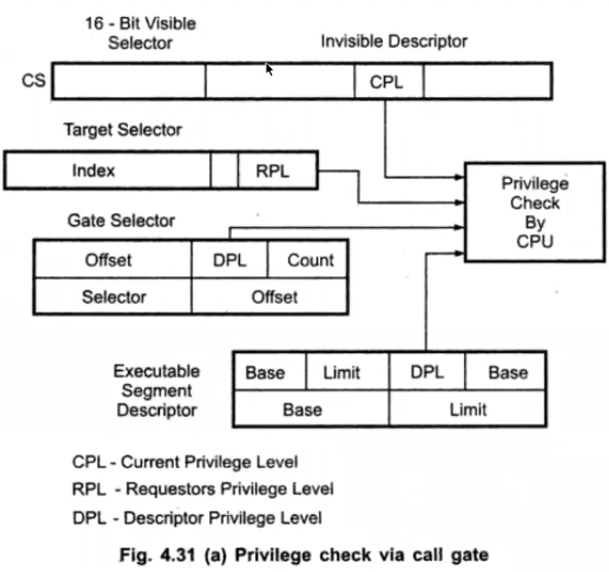 16 - Bit Visible
Selector
Invisible Descriptor
CS
CPL
Target Selector
Index
RPL
Privilege
Check
By
CPU
Gate Selector
Offset
DPL
Count
Selector
Offset
Executable
Segment
Descriptor
Base
Limit
DPL
Base
Base
Limit
CPL - Current Privilege Level
RPL - Requestors Privilege Level
DPL - Descriptor Privilege Level
Fig. 4.31 (a) Privilege check via call gate